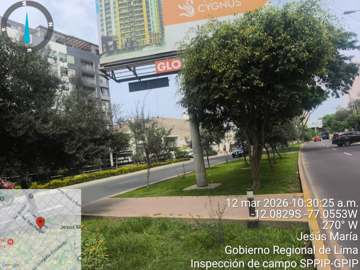 CYGNUS
GLO
12 mar 2026 10:30:25 a.m.
-12.0829S -77.0553W
270° W
Jesús María
Gobierno Regional de Lima
Inspección de campo SPPIP-GPIP